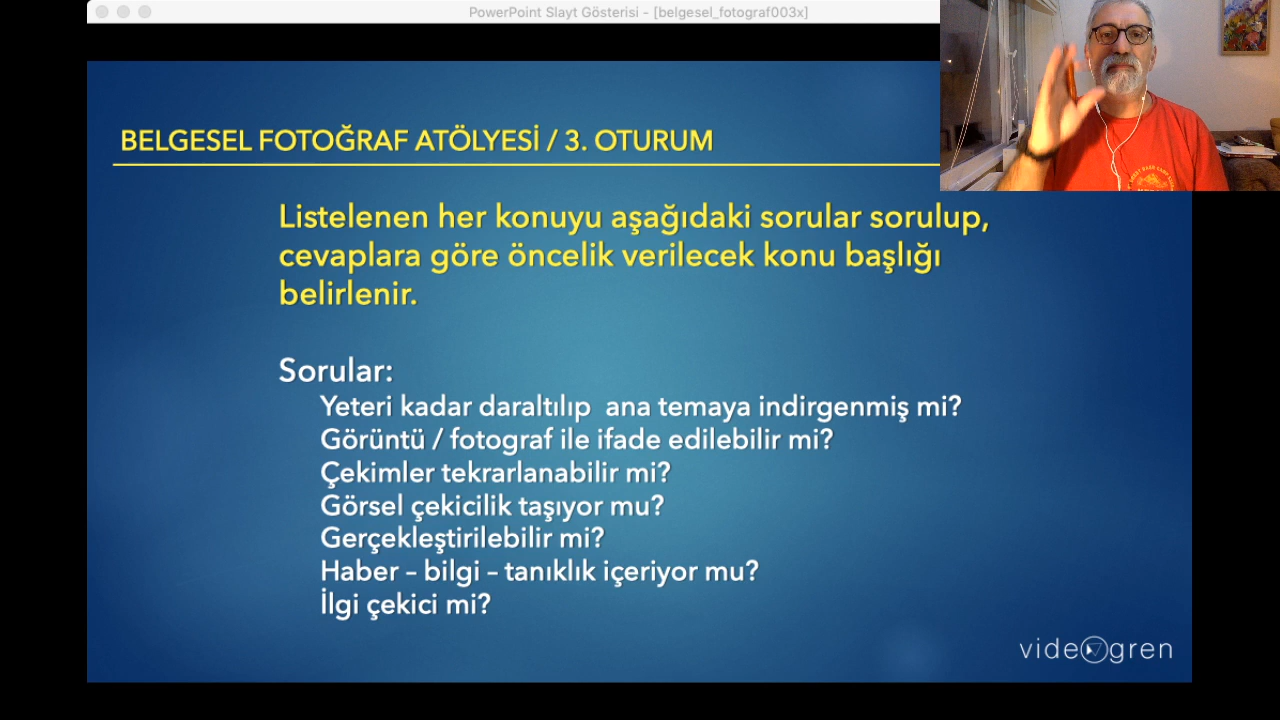 PowerPoint Slayt Gösterisi - [belgesel_fotograf003x]
BELGESEL FOTOĞRAF ATÖLYESİ / 3. OTURUM
Listelenen her konuyu aşağıdaki sorular sorulup,
cevaplara göre öncelik verilecek konu başlığı
belirlenir.
Sorular:
Yeteri kadar daraltılıp ana temaya indirgenmiş mi?
Görüntü / fotograf ile ifade edilebilir mi?
Çekimler tekrarlanabilir mi?
Görsel çekicilik taşıyor mu?
Gerçekleştirilebilir mi?
Haber – bilgi – tanıklık içeriyor mu?
İlgi çekici mi?
videogren